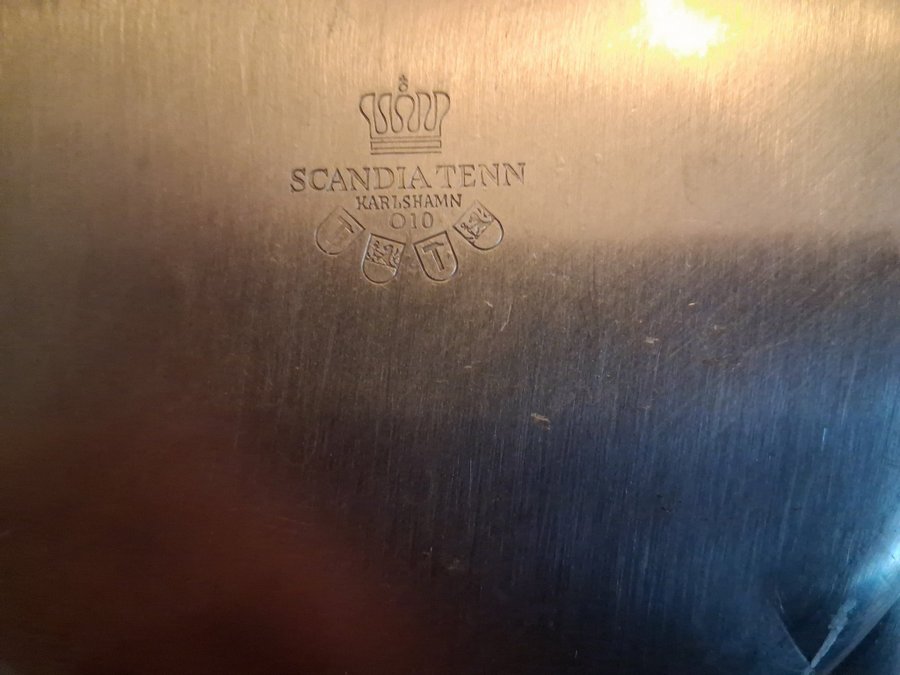 SCANDIA TENN
KARLSHAMN
O10
T T